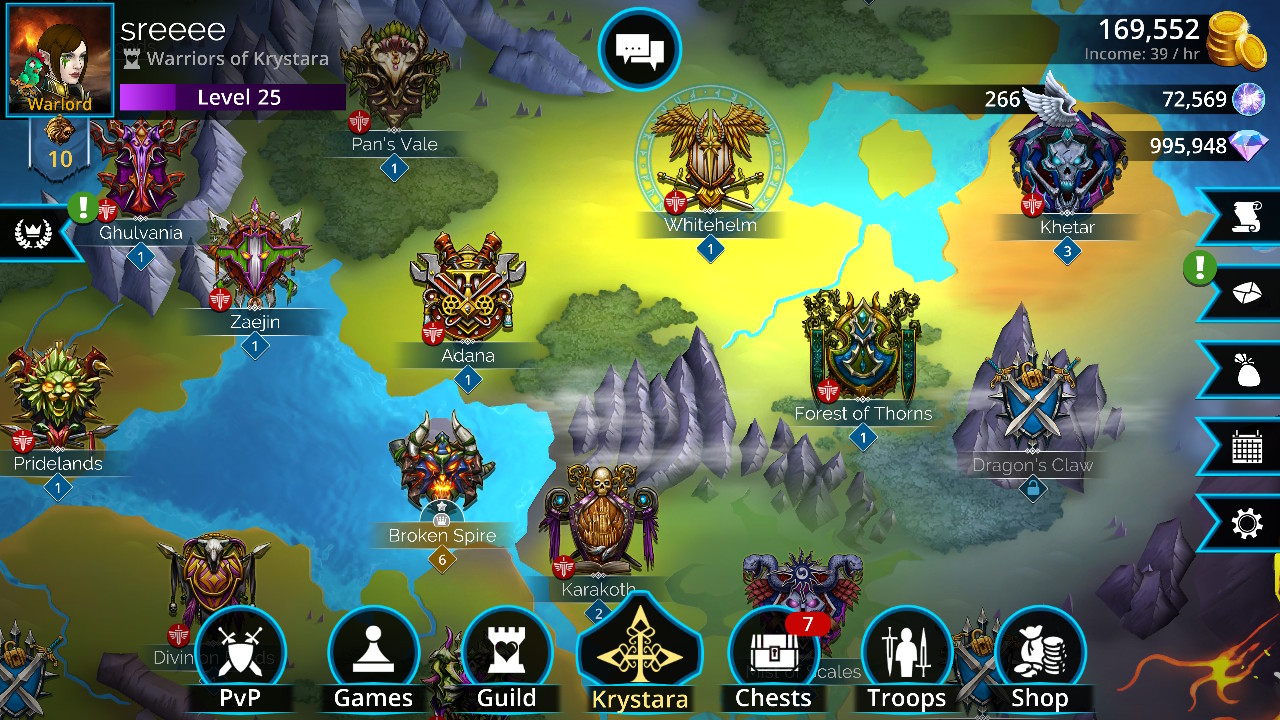 sreeee
Warriors of Krystara
Warlord
Level 25
10
169,552
Income: 39 / hr
266
72,569
995,948
Pan's Vale
1
Ghulvania
1
Whitehelm
1
Khetar
3
Zaejin
1
Adana
1
Forest of Thorns
1
Pridelands
1
Dragon's Claw
Broken Spire
6
Karakoth
2
7
PvP
Games
Guild
Krystara
Chests
Troops
Shop